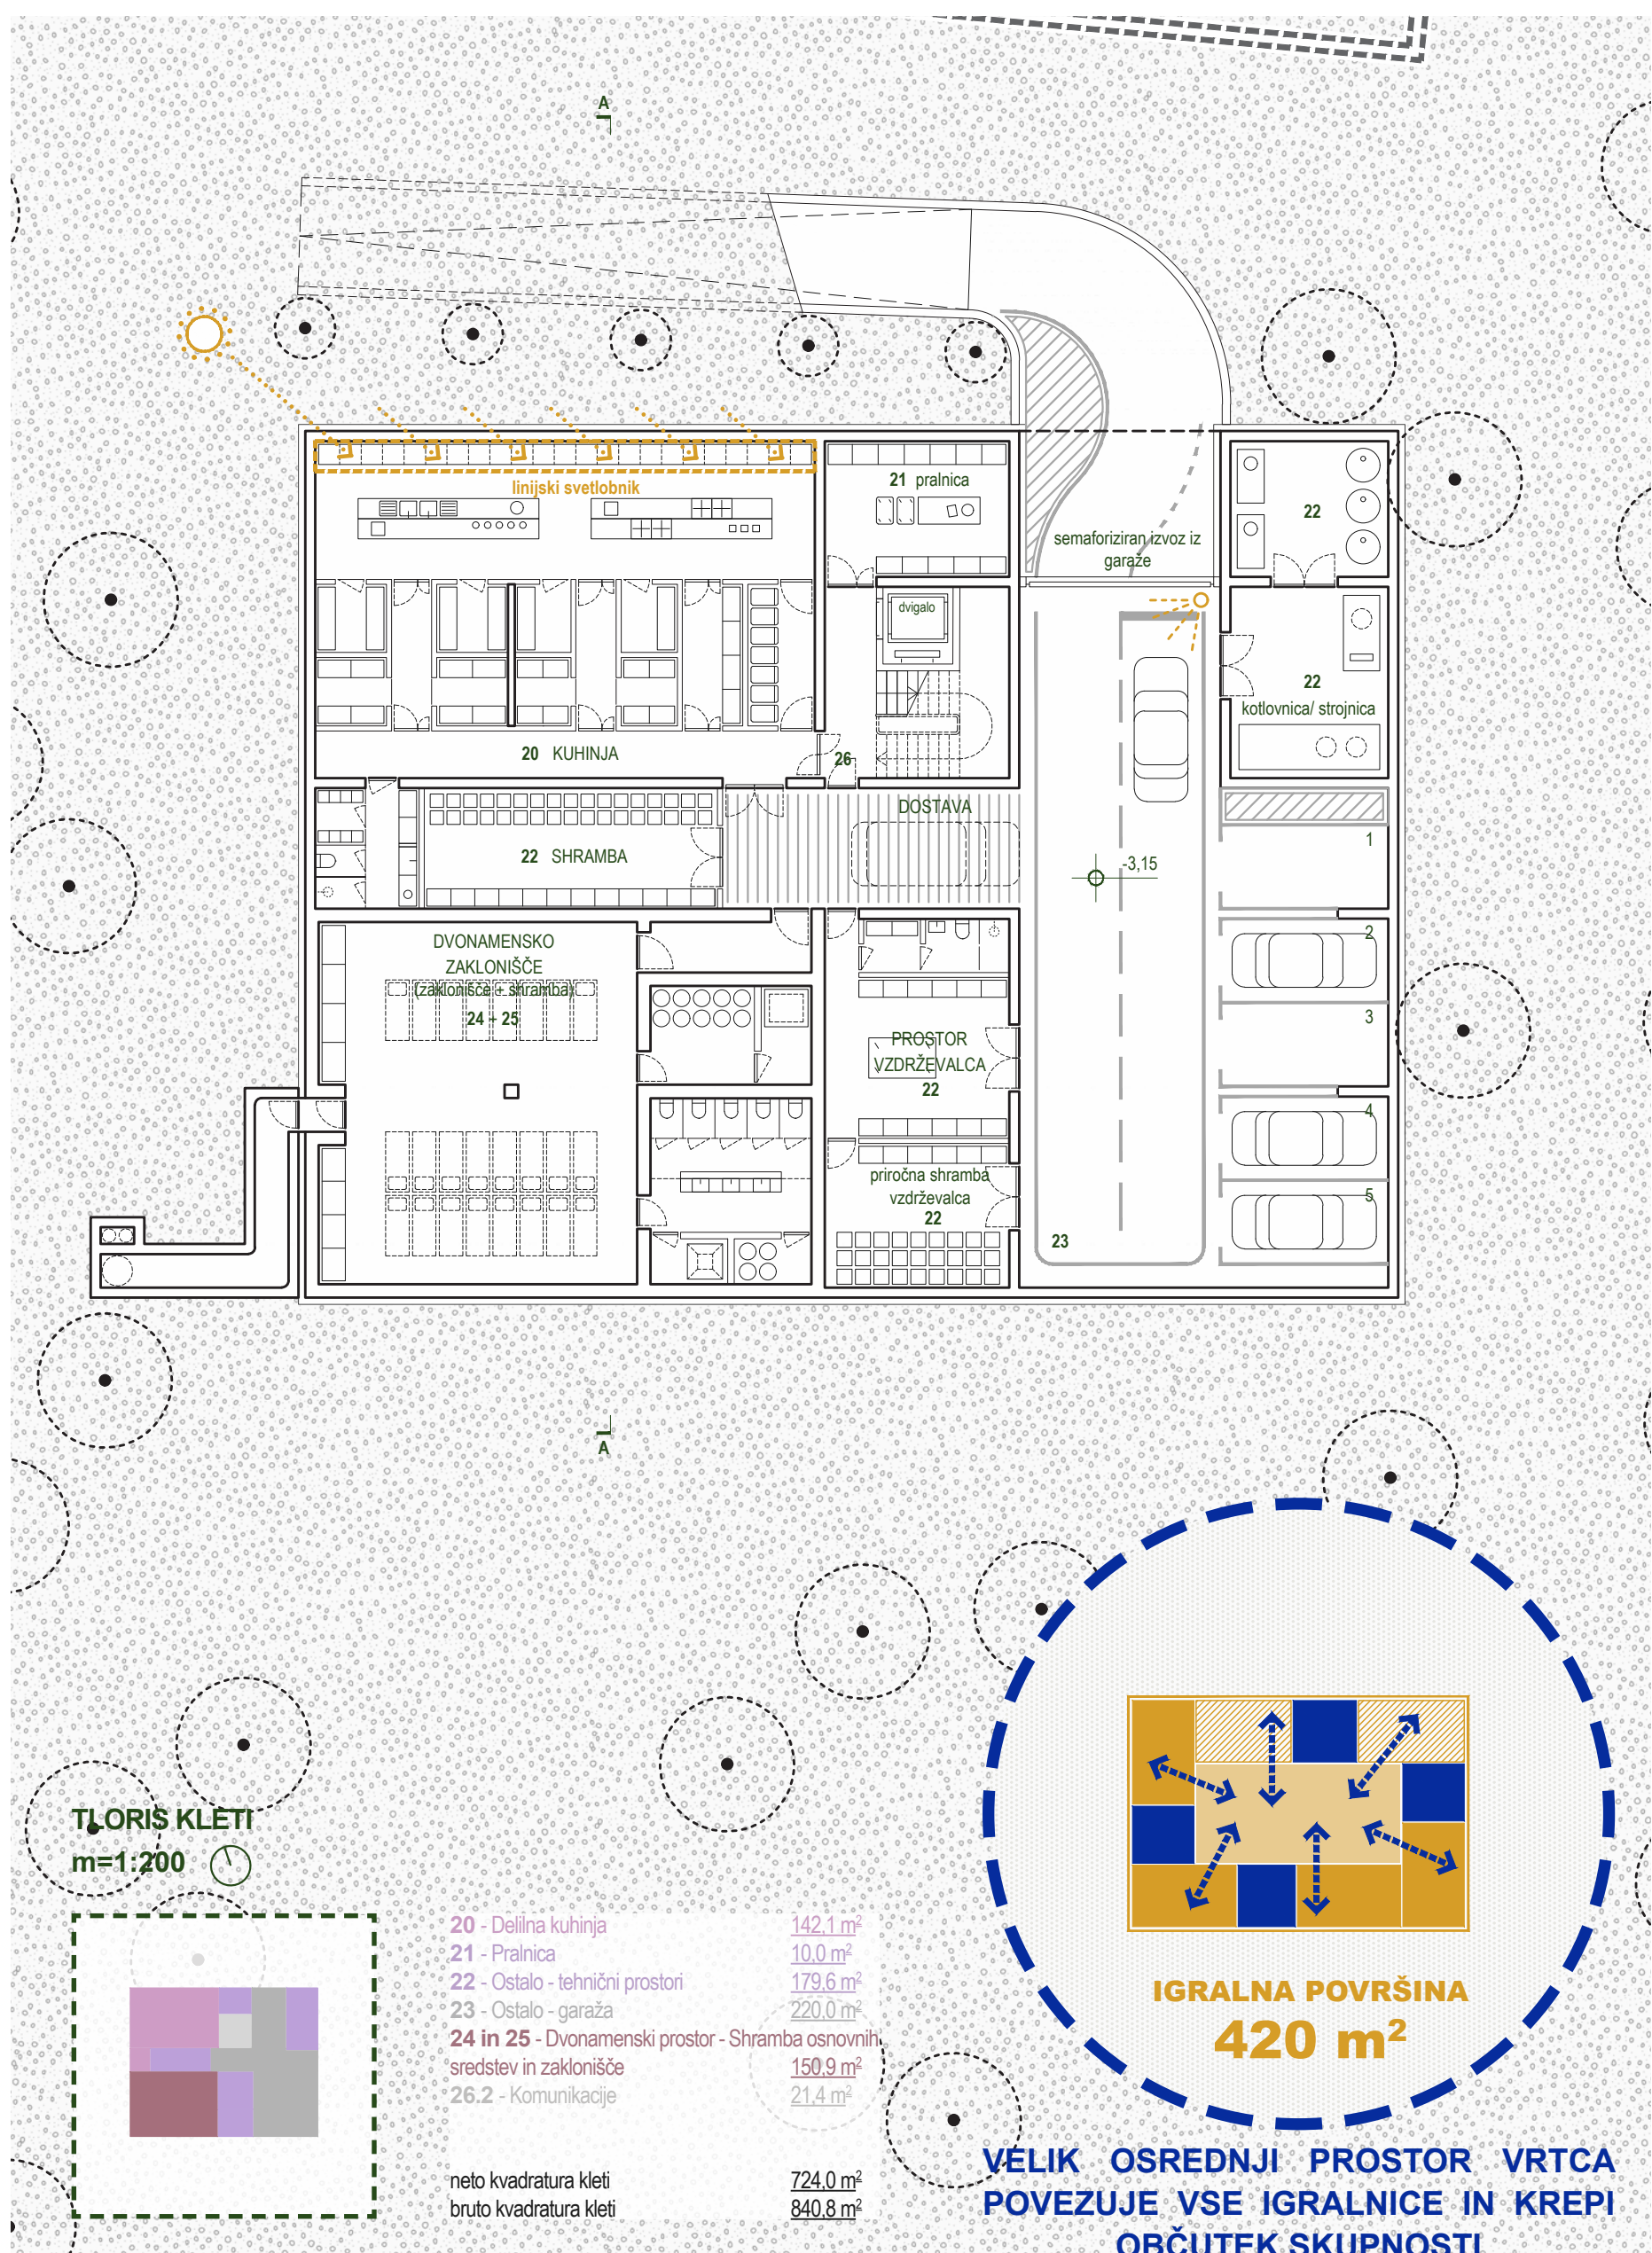 A
linijski svetlobnik
21 pralnica
22
semaforiziran izvoz iz
garaže
dvigalo
22
kotlovnica/ strojnica
20 KUHINJA
26
DOSTAVA
1
22 SHRAMBA
-3,15
2
DVONAMENSKO
ZAKLONIŠČE
(zaklonišče + shramba)
24 + 25
3
PROSTOR
VZDRŽEVALCA
22
4
priročna shramba
vzdrževalca
22
5
23
A
TLORIS KLETI
m=1:200
20 - Delilna kuhinja 142,1 m²
21 - Pralnica 10,0 m²
22 - Ostalo - tehnični prostori 179,6 m²
23 - Ostalo - garaža 220,0 m²
24 in 25 - Dvonamenski prostor - Shramba osnovnih
sredstev in zaklonišče 150,9 m²
26.2 - Komunikacije 21,4 m²
neto kvadratura kleti 724,0 m²
bruto kvadratura kleti 840,8 m²
IGRALNA POVRŠINA
420 m²
VELIK OSREDNJI PROSTOR VRTCA
POVEZUJE VSE IGRALNICE IN KREPI
OBČUTEK SKUPNOSTI